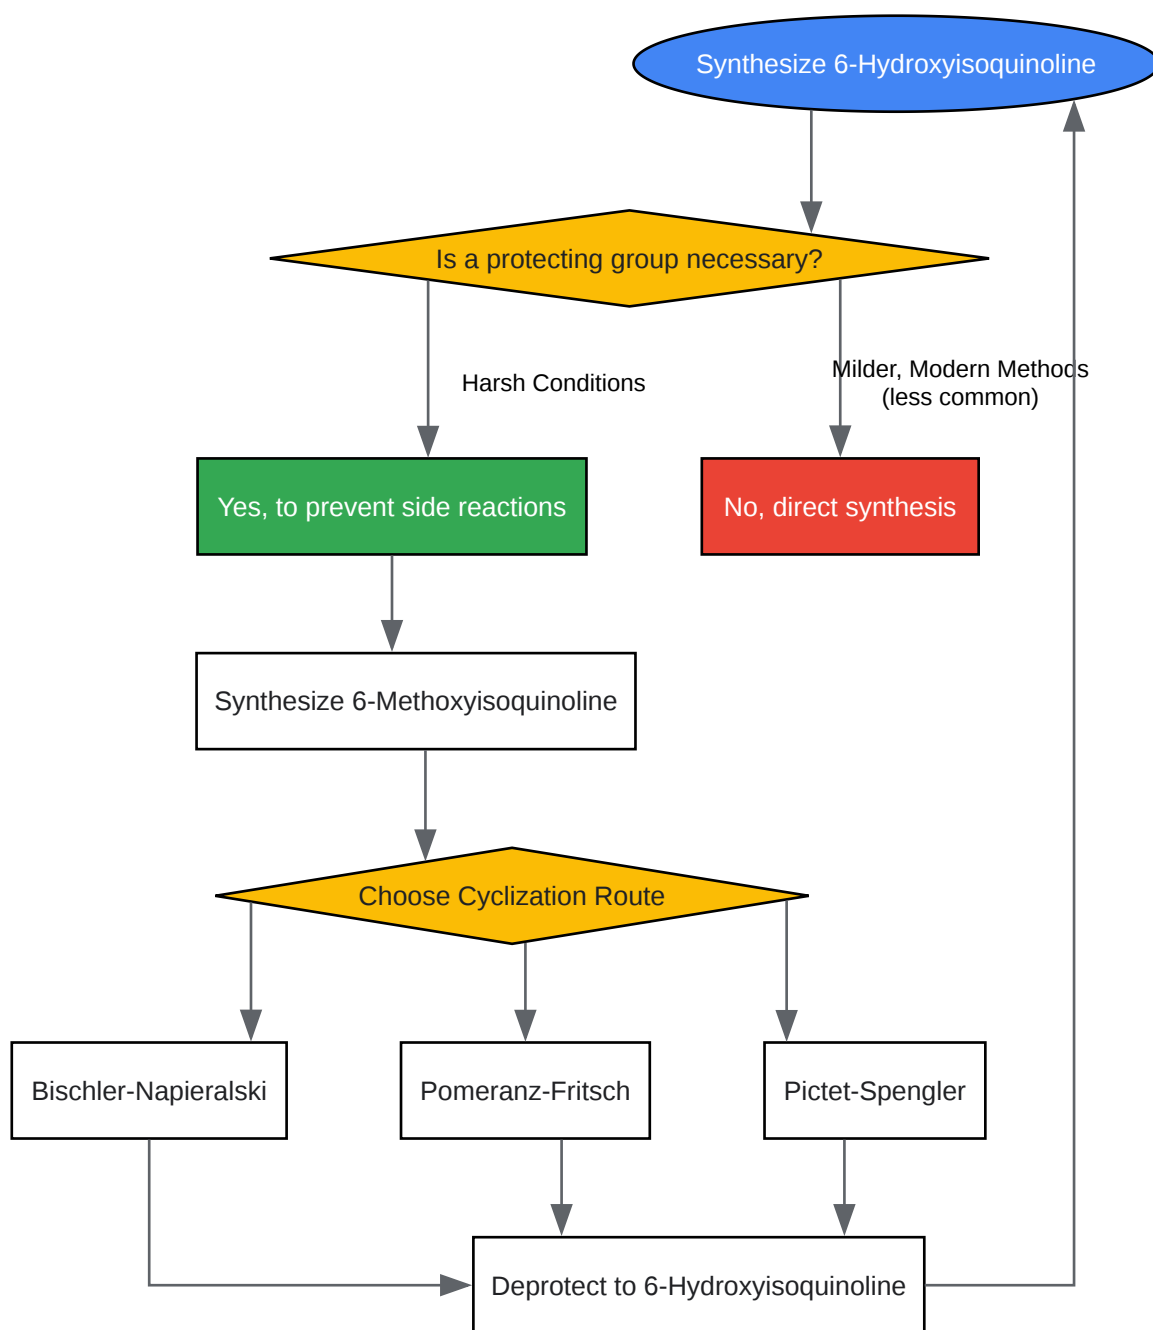 Synthesize 6-Hydroxyisoquinoline
Is a protecting group necessary?
Harsh Conditions
Milder, Modern Methods
(less common)
Yes, to prevent side reactions
No, direct synthesis
Synthesize 6-Methoxyisoquinoline
Choose Cyclization Route
Bischler-Napieralski
Pomeranz-Fritsch
Pictet-Spengler
Deprotect to 6-Hydroxyisoquinoline